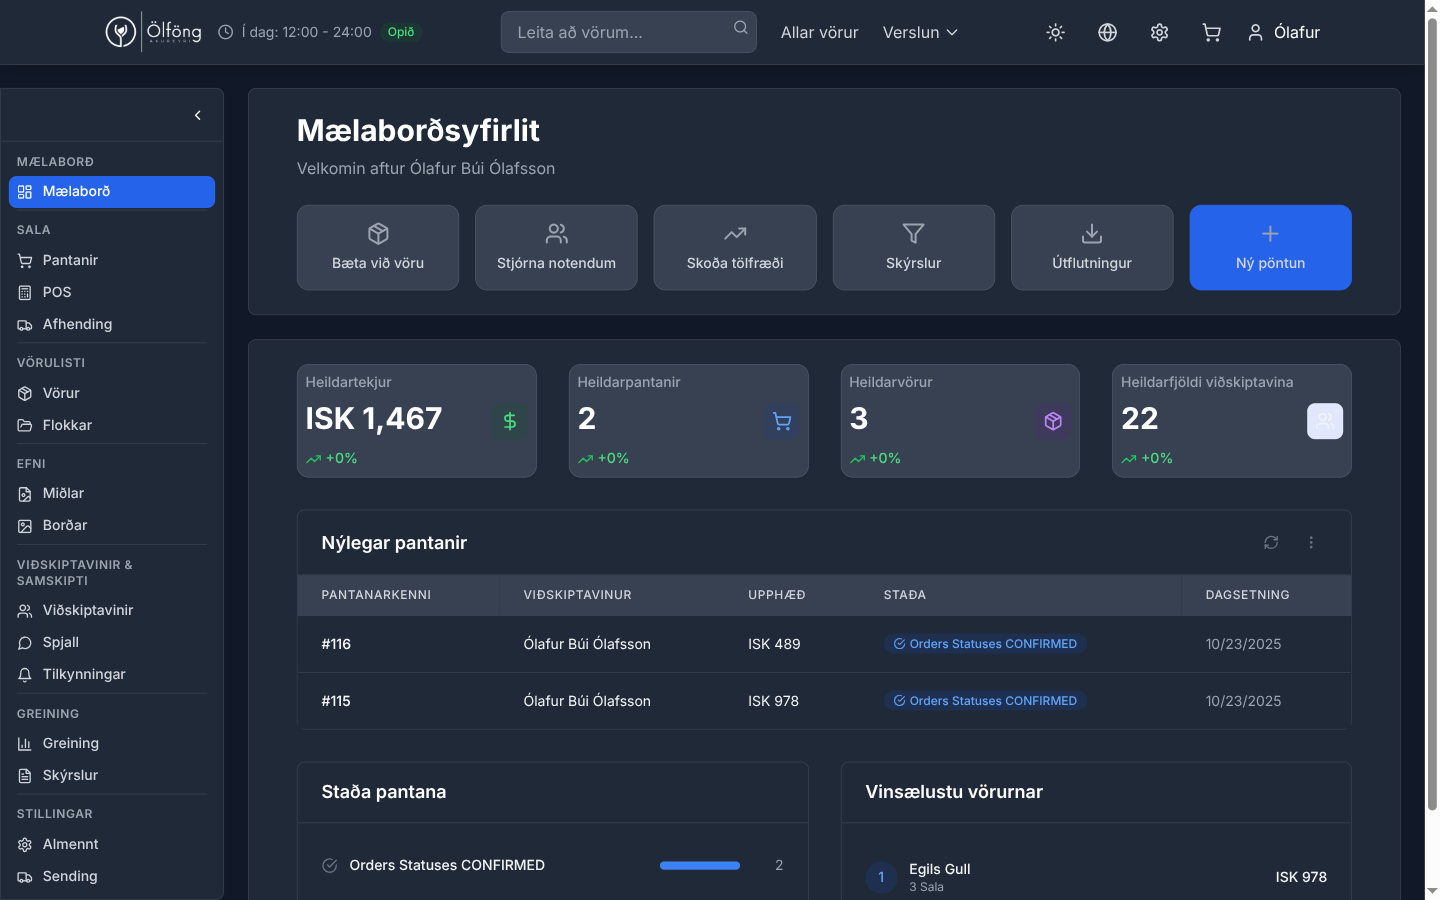 Ölföng
Í dag: 12:00 - 24:00
Opið
Leita að vörum...
Allar vörur
Verslun
Ólafur
MÆLABORÐ
Mælaborð
SALA
Pantanir
POS
Afhending
VÖRULISTI
Vörur
Flokkar
EFNI
Miðlar
Borðar
VIÐSKIPTAVINIR &
SAMSKIPTI
Viðskiptavinir
Spjall
Tilkynningar
GREINING
Greining
Skýrslur
STILLINGAR
Almennt
Sending
Mælaborðsyfirlit
Velkomin aftur Ólafur Búi Ólafsson
Bæta við vöru
Stjórna notendum
Skoða tölfræði
Skýrslur
Útflutningur
Ný pöntun
Heildartekjur
ISK 1,467
+0%
Heildarpantanir
2
+0%
Heildarvörur
3
+0%
Heildarfjöldi viðskiptavina
22
+0%
Nýlegar pantanir
PANTANARKENNI VIÐSKIPTAVINUR UPPHÆÐ STAÐA DAGSETNING
#116 Ólafur Búi Ólafsson ISK 489 Orders Statuses CONFIRMED 10/23/2025
#115 Ólafur Búi Ólafsson ISK 978 Orders Statuses CONFIRMED 10/23/2025
Staða pantana
Orders Statuses CONFIRMED 2
Vinsælustu vörurnar
1 Egils Gull ISK 978
3 Sala